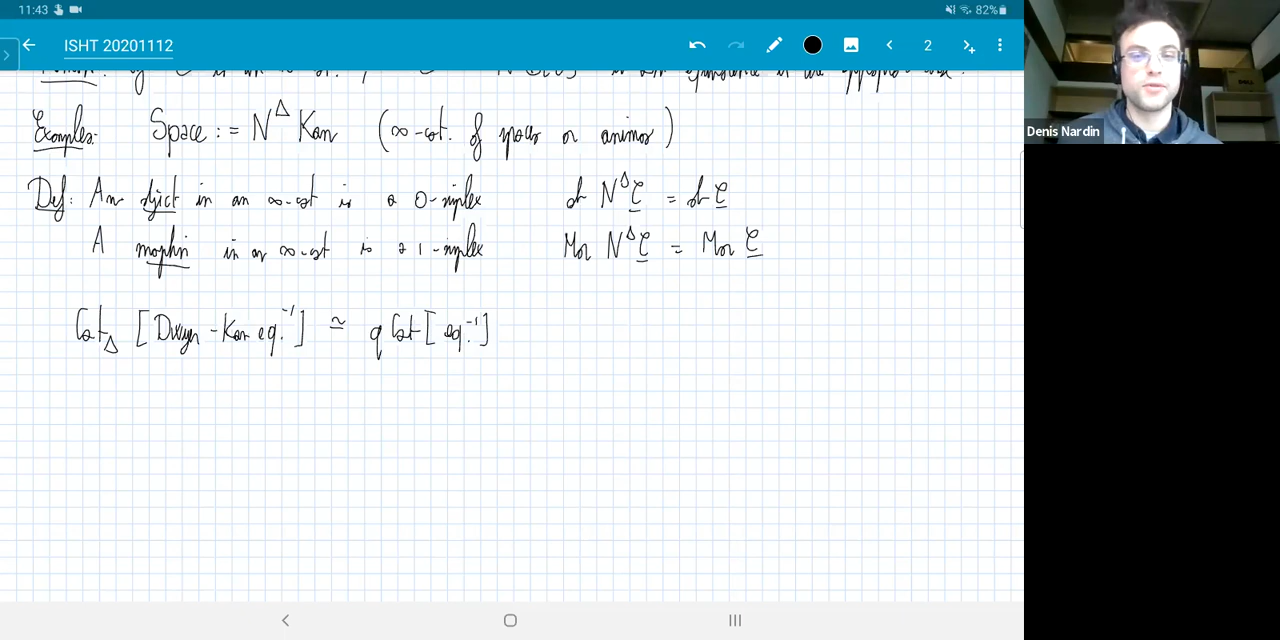 11:43 82%
ISHT 20201112 2
Examples: Space := N^Δ Kan (∞-cat. of spaces or anima)
Def: An object in an ∞-cat is a 0-simplex ob N^Δ C = ob C
A morphism in an ∞-cat is a 1-simplex Mor N^Δ C = Mor C
Cat_Δ [Dwyer-Kan eq.^-1] ≃ qCat[eq.^-1]
Denis Nardin